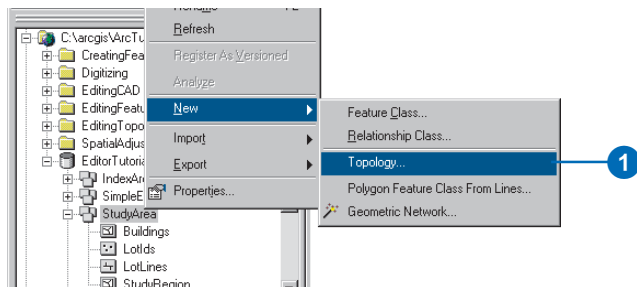 C:\arcgis\ArcTu
CreatingFea
Digitizing
EditingCAD
EditingFeatu
EditingTopo
SpatialAdjus
EditorTutoria
IndexAre
SimpleE
StudyArea
Buildings
LotIds
LotLines
StudyRegion
Rename F2
Refresh
Register As Versioned
Analyze
New
Import
Export
Properties...
Feature Class...
Relationship Class...
Topology...
Polygon Feature Class From Lines...
Geometric Network...
1